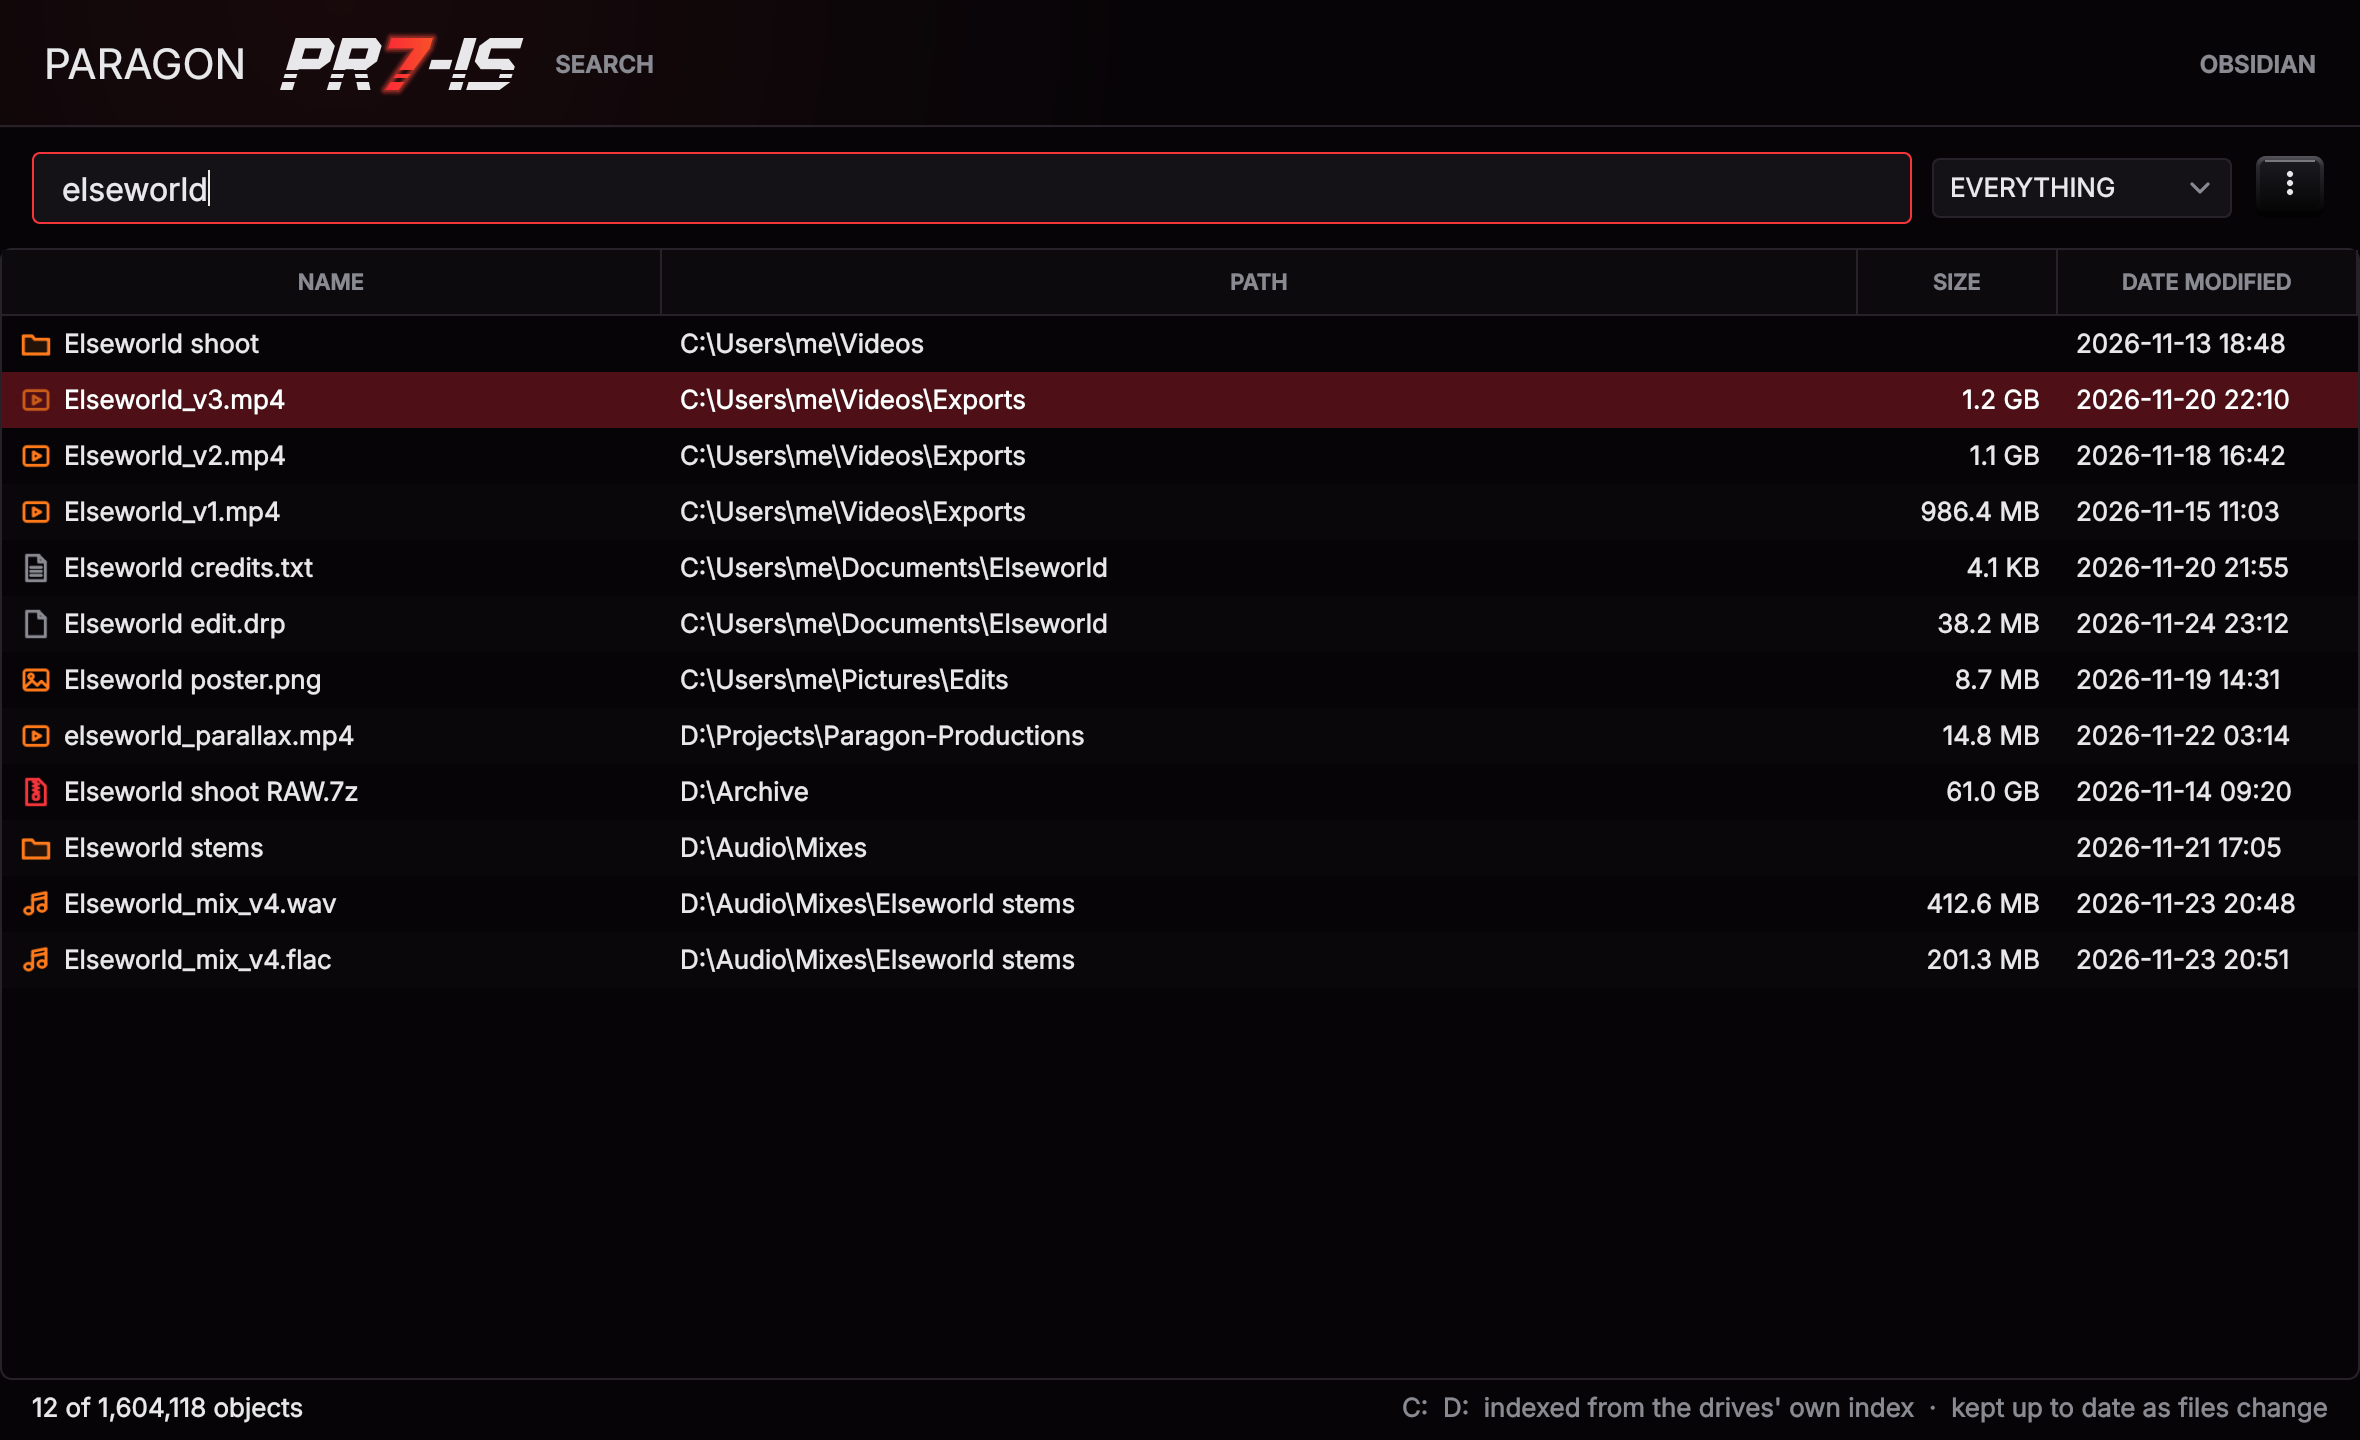 PARAGON PR7-IS SEARCH OBSIDIAN
elseworld EVERYTHING
NAME PATH SIZE DATE MODIFIED
Elseworld shoot C:\Users\me\Videos 2026-11-13 18:48
Elseworld_v3.mp4 C:\Users\me\Videos\Exports 1.2 GB 2026-11-20 22:10
Elseworld_v2.mp4 C:\Users\me\Videos\Exports 1.1 GB 2026-11-18 16:42
Elseworld_v1.mp4 C:\Users\me\Videos\Exports 986.4 MB 2026-11-15 11:03
Elseworld credits.txt C:\Users\me\Documents\Elseworld 4.1 KB 2026-11-20 21:55
Elseworld edit.drp C:\Users\me\Documents\Elseworld 38.2 MB 2026-11-24 23:12
Elseworld poster.png C:\Users\me\Pictures\Edits 8.7 MB 2026-11-19 14:31
elseworld_parallax.mp4 D:\Projects\Paragon-Productions 14.8 MB 2026-11-22 03:14
Elseworld shoot RAW.7z D:\Archive 61.0 GB 2026-11-14 09:20
Elseworld stems D:\Audio\Mixes 2026-11-21 17:05
Elseworld_mix_v4.wav D:\Audio\Mixes\Elseworld stems 412.6 MB 2026-11-23 20:48
Elseworld_mix_v4.flac D:\Audio\Mixes\Elseworld stems 201.3 MB 2026-11-23 20:51
12 of 1,604,118 objects C: D: indexed from the drives' own index · kept up to date as files change